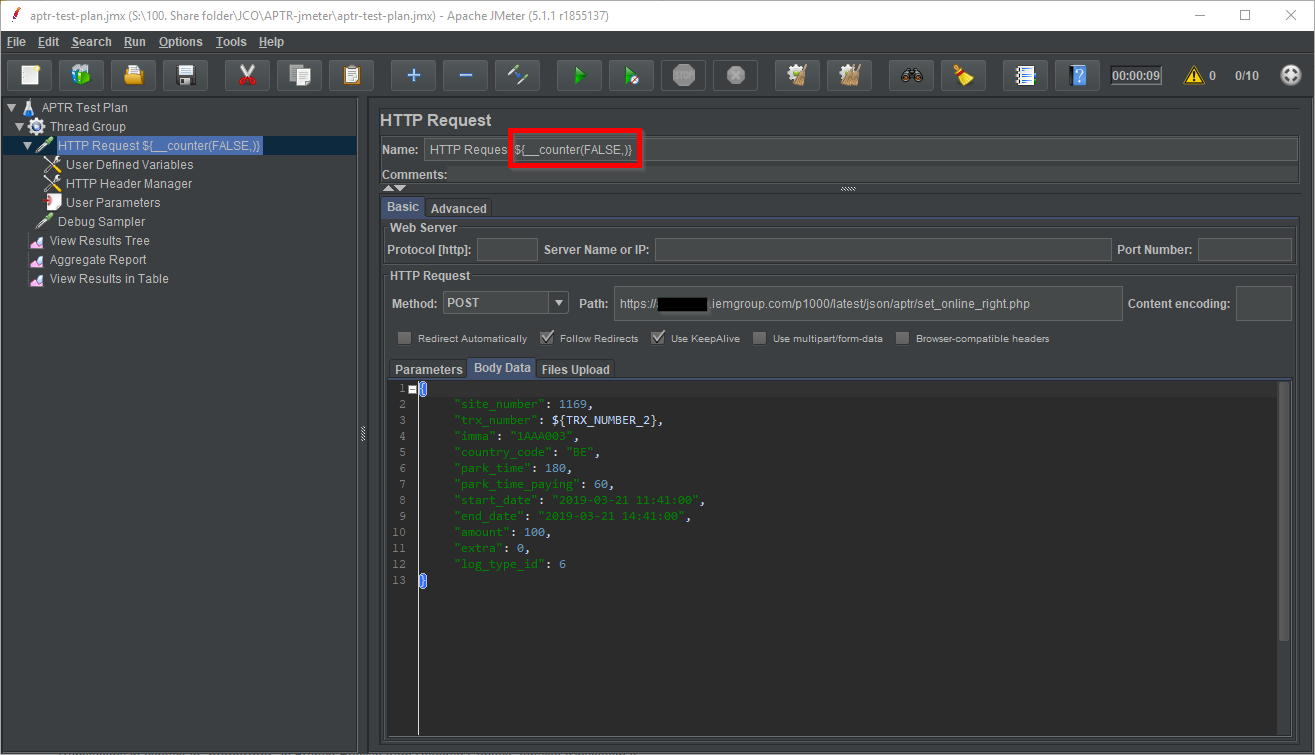 aptr-test-plan.jmx (S:\100. Share folder\JCO\APTR-jmeter\aptr-test-plan.jmx) - Apache JMeter (5.1.1 r1855137)
File Edit Search Run Options Tools Help
STOP 00:00:09 0 0/10
APTR Test Plan
Thread Group
HTTP Request ${__counter(FALSE,)}
User Defined Variables
HTTP Header Manager
User Parameters
Debug Sampler
View Results Tree
Aggregate Report
View Results in Table
HTTP Request
Name: HTTP Reques ${__counter(FALSE,)}
Comments:
Basic Advanced
Web Server
Protocol [http]: Server Name or IP: Port Number:
HTTP Request
Method: POST Path: https:// .iemgroup.com/p1000/latest/json/aptr/set_online_right.php Content encoding:
Redirect Automatically Follow Redirects Use KeepAlive Use multipart/form-data Browser-compatible headers
Parameters Body Data Files Upload
1 {
2 "site_number": 1169,
3 "trx_number": ${TRX_NUMBER_2},
4 "imma": "1AAA003",
5 "country_code": "BE",
6 "park_time": 180,
7 "park_time_paying": 60,
8 "start_date": "2019-03-21 11:41:00",
9 "end_date": "2019-03-21 14:41:00",
10 "amount": 100,
11 "extra": 0,
12 "log_type_id": 6
13 }